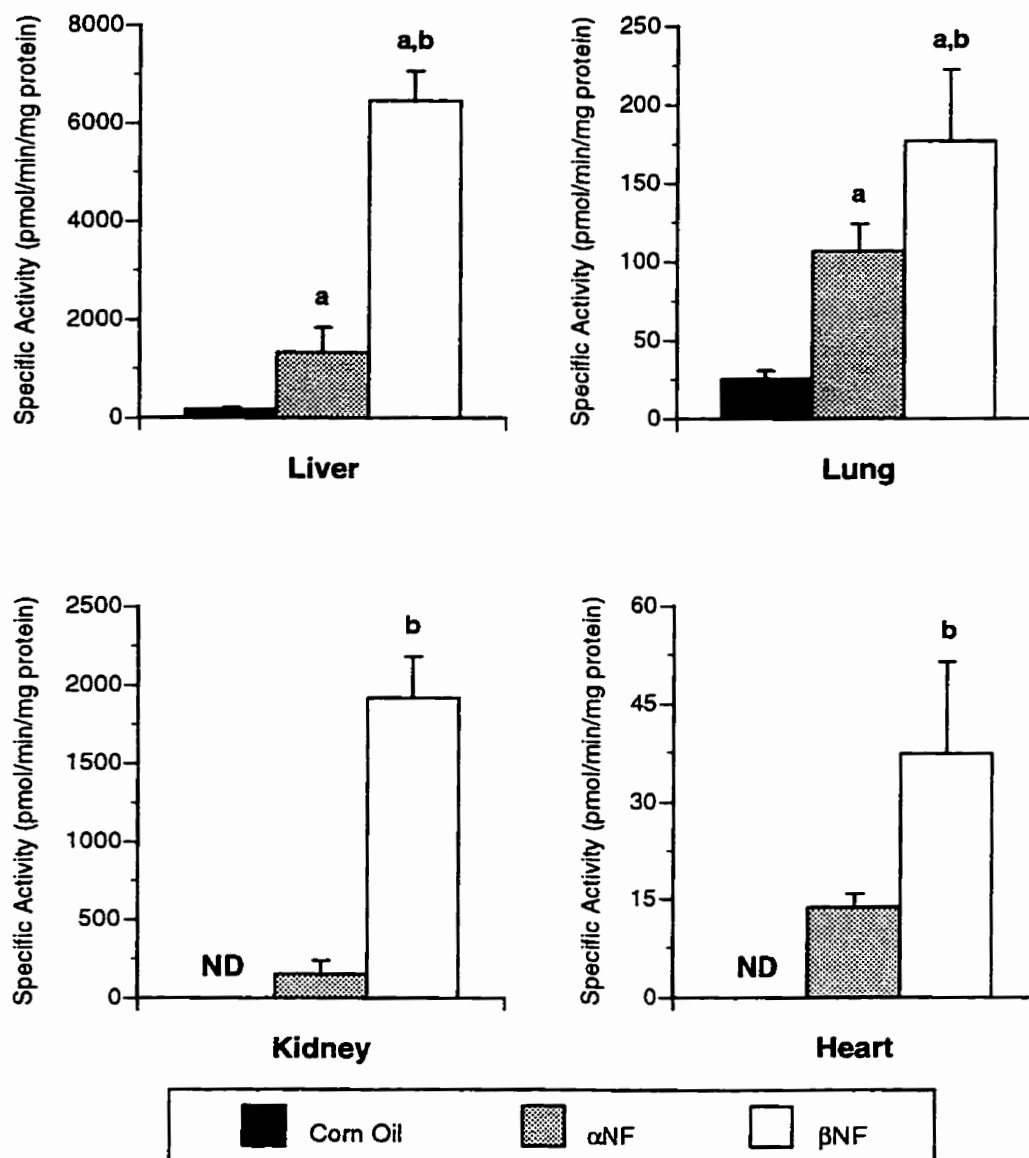 Specific Activity (pmol/min/mg protein)
8000
6000
4000
2000
0
a
a,b
Liver
Specific Activity (pmol/min/mg protein)
250
200
150
100
50
0
a
a,b
Lung
Specific Activity (pmol/min/mg protein)
2500
2000
1500
1000
500
0
ND
b
Kidney
Specific Activity (pmol/min/mg protein)
60
45
30
15
0
ND
b
Heart
Corn Oil αNF βNF